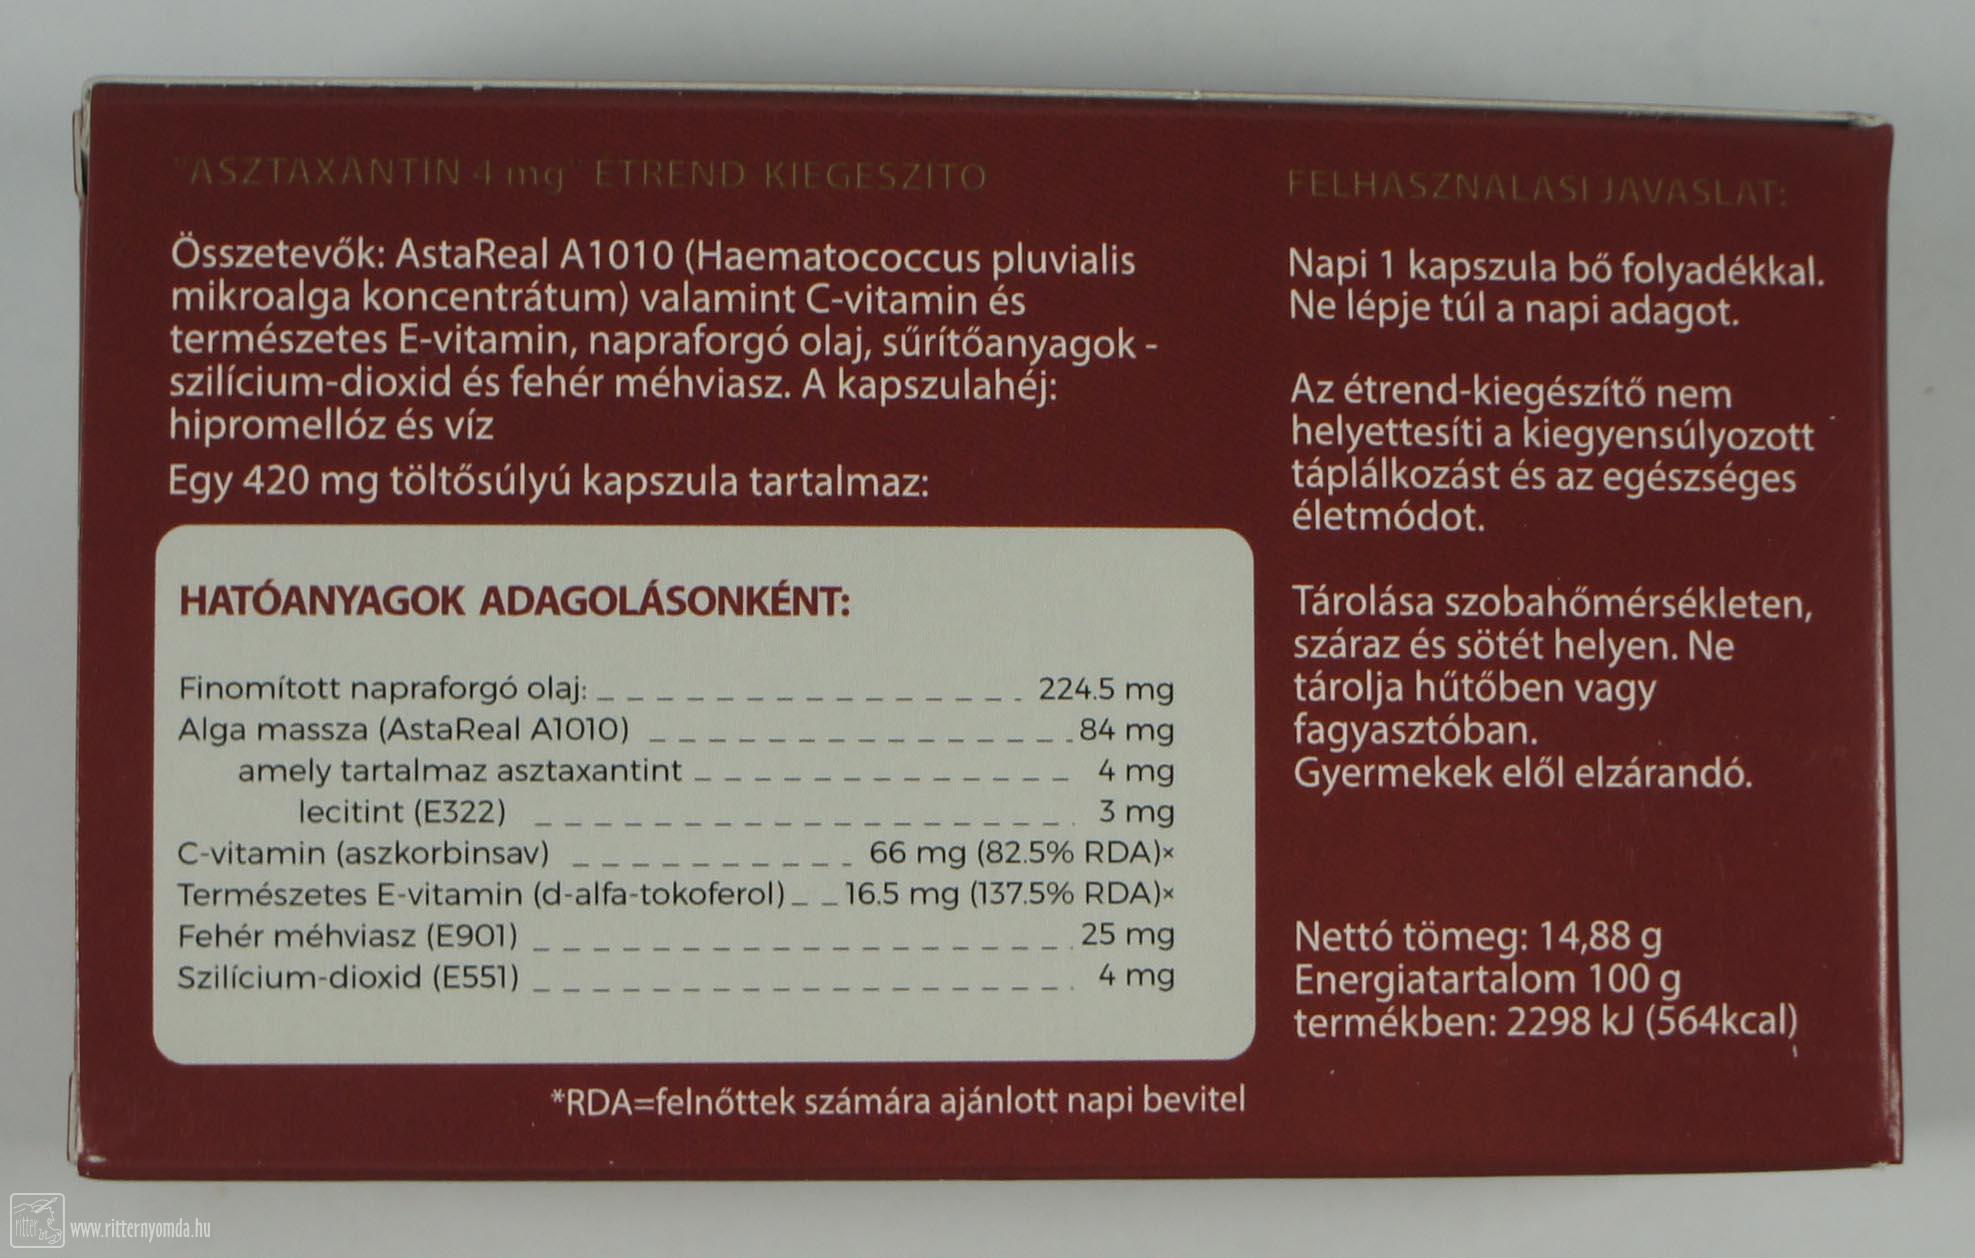 "ASZTAXANTIN 4 mg" ÉTREND KIEGÉSZÍTŐ
Összetevők: AstaReal A1010 (Haematococcus pluvialis
mikroalga koncentrátum) valamint C-vitamin és
természetes E-vitamin, napraforgó olaj, sűrítőanyagok -
szilícium-dioxid és fehér méhviasz. A kapszulahéj:
hipromellóz és víz
Egy 420 mg töltősúlyú kapszula tartalmaz:
HATÓANYAGOK ADAGOLÁSONKÉNT:
Finomított napraforgó olaj: 224.5 mg
Alga massza (AstaReal A1010) 84 mg
amely tartalmaz asztaxantint 4 mg
lecitint (E322) 3 mg
C-vitamin (aszkorbinsav) 66 mg (82.5% RDA)×
Természetes E-vitamin (d-alfa-tokoferol) 16.5 mg (137.5% RDA)×
Fehér méhviasz (E901) 25 mg
Szilícium-dioxid (E551) 4 mg
*RDA=felnőttek számára ajánlott napi bevitel
FELHASZNÁLÁSI JAVASLAT:
Napi 1 kapszula bő folyadékkal.
Ne lépje túl a napi adagot.
Az étrend-kiegészítő nem
helyettesíti a kiegyensúlyozott
táplálkozást és az egészséges
életmódot.
Tárolása szobahőmérsékleten,
száraz és sötét helyen. Ne
tárolja hűtőben vagy
fagyasztóban.
Gyermekek elől elzárandó.
Nettó tömeg: 14,88 g
Energiatartalom 100 g
termékben: 2298 kJ (564kcal)
ritter
www.ritternyomda.hu